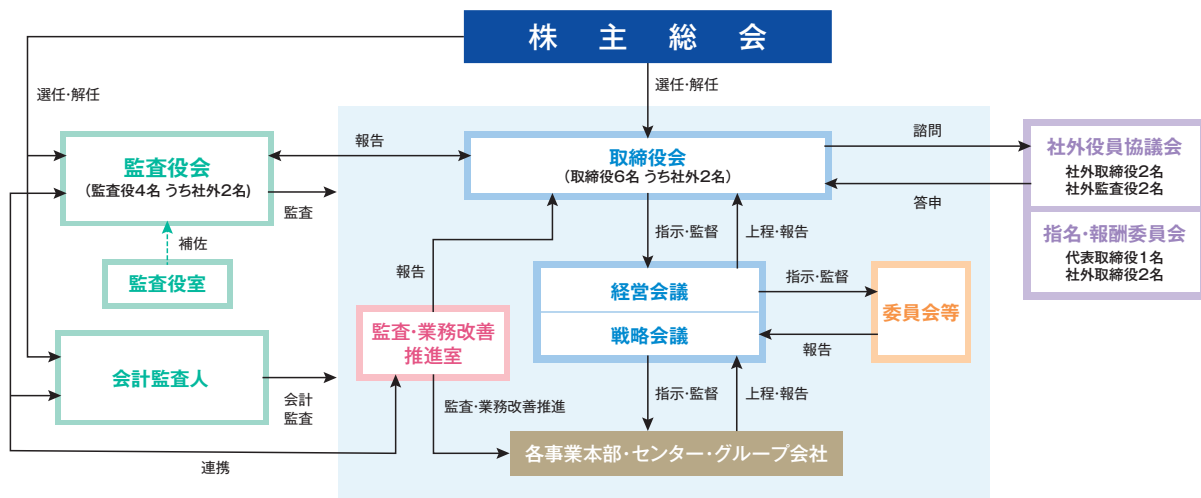 株主総会
選任・解任
選任・解任
監査役会
(監査役4名 うち社外2名)
報告
監査
補佐
監査役室
取締役会
(取締役6名 うち社外2名)
諮問
答申
社外役員協議会
社外取締役2名
社外監査役2名
指名・報酬委員会
代表取締役1名
社外取締役2名
指示・監督
上程・報告
報告
経営会議
戦略会議
指示・監督
報告
委員会等
監査・業務改善
推進室
会計監査人
会計
監査
監査・業務改善推進
指示・監督
上程・報告
各事業本部・センター・グループ会社
連携